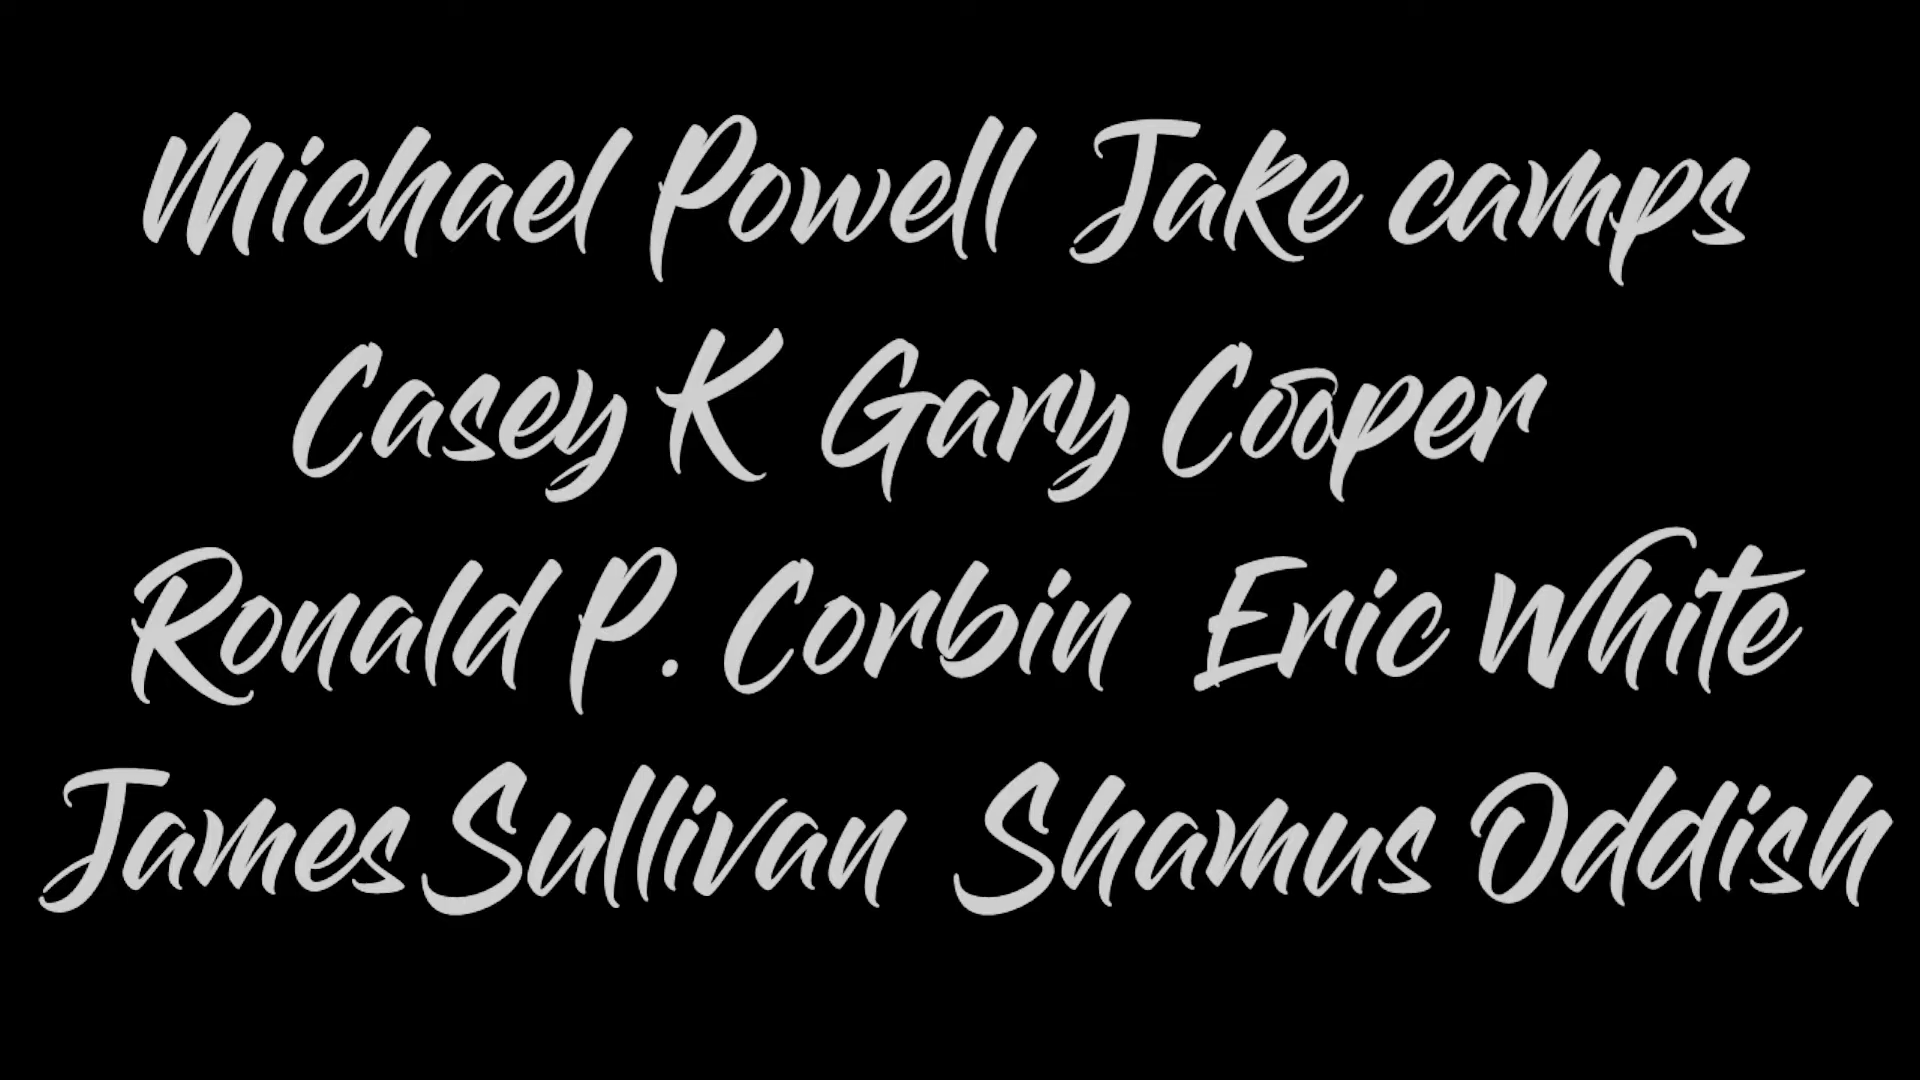 Michael Powell Jake camps
Casey K Gary Cooper
Ronald P. Corbin Eric White
James Sullivan Shamus Oddish